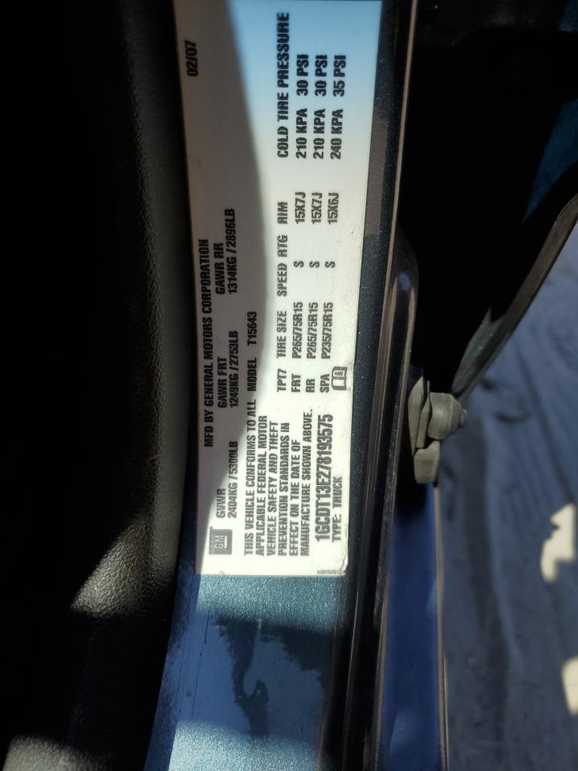 MFD BY GENERAL MOTORS CORPORATION 02/07
GVWR GAWR FRT GAWR RR
2404KG/5300LB 1249KG/2753LB 1314KG/2896LB
GM
THIS VEHICLE CONFORMS TO ALL
APPLICABLE FEDERAL MOTOR
VEHICLE SAFETY AND THEFT
PREVENTION STANDARDS IN
EFFECT ON THE DATE OF
MANUFACTURE SHOWN ABOVE.
1GCDT13E278193575
TYPE: TRUCK
MODEL T15643
TPT7 TIRE SIZE SPEED RTG RIM COLD TIRE PRESSURE
FRT P265/75R15 S 15X7J 210 KPA 30 PSI
RR P265/75R15 S 15X7J 210 KPA 30 PSI
SPA P235/75R15 S 15X6J 240 KPA 35 PSI